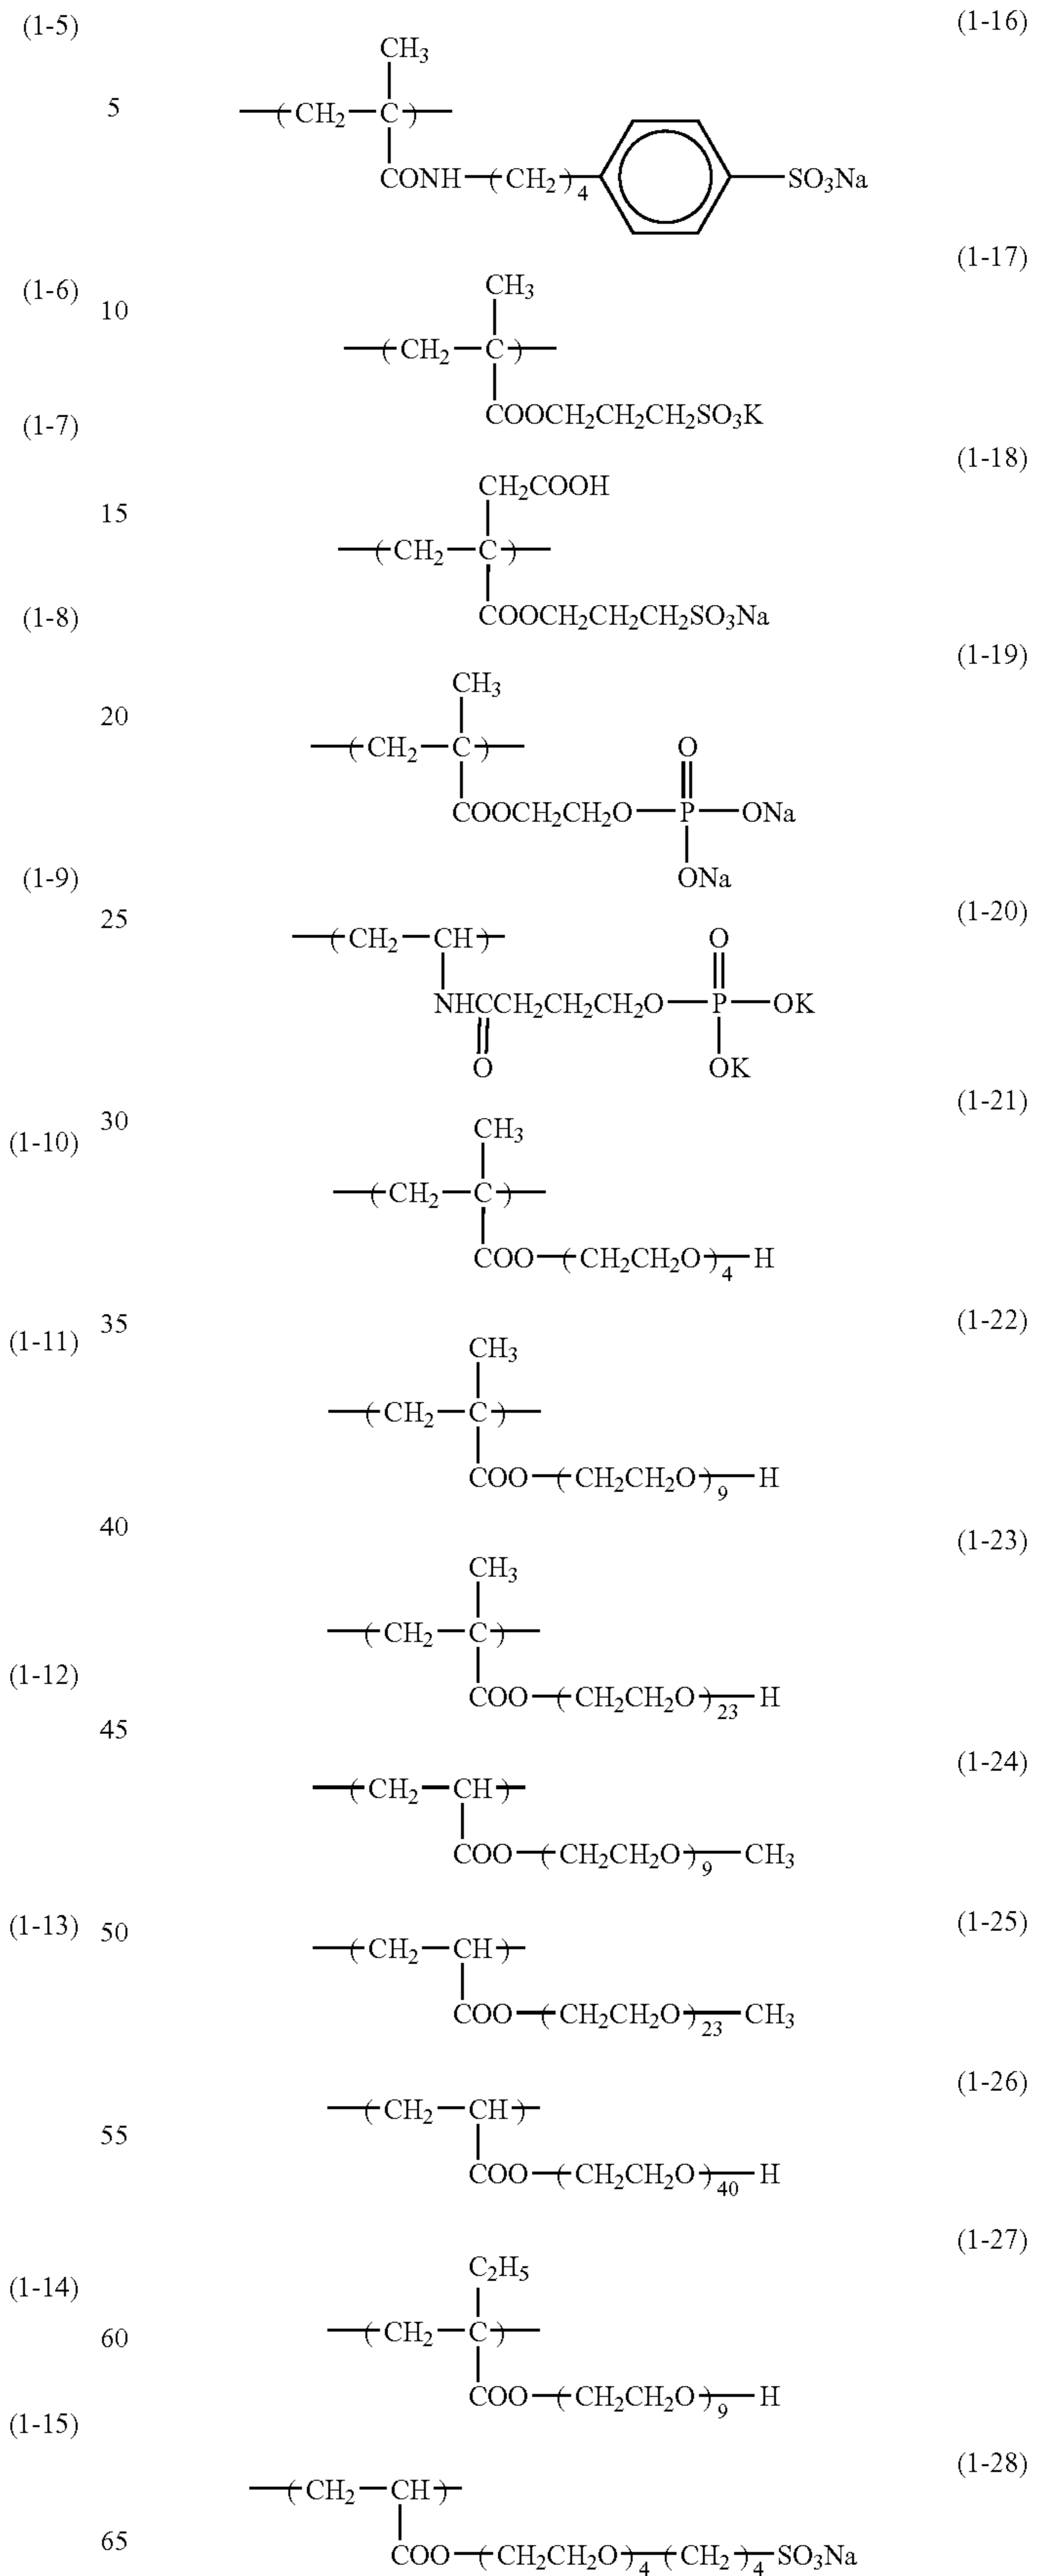 (1-5) (1-16)
CH3
5 —(CH2—C)—
CONH—(CH2)4 SO3Na
(1-17)
(1-6) CH3
10
—(CH2—C)—
COOCH2CH2CH2SO3K
(1-7)
(1-18)
CH2COOH
15
—(CH2—C)—
COOCH2CH2CH2SO3Na
(1-8)
(1-19)
CH3
20
—(CH2—C)— O
COOCH2CH2O—P—ONa
ONa
(1-9)
(1-20)
25
—(CH2—CH)— O
NHCCH2CH2CH2O—P—OK
O OK
(1-21)
30 CH3
(1-10)
—(CH2—C)—
COO—(CH2CH2O)4—H
35 (1-22)
(1-11) CH3
—(CH2—C)—
COO—(CH2CH2O)9—H
40
(1-23)
CH3
—(CH2—C)—
(1-12)
COO—(CH2CH2O)23—H
45
(1-24)
—(CH2—CH)—
COO—(CH2CH2O)9—CH3
(1-13) 50 (1-25)
—(CH2—CH)—
COO—(CH2CH2O)23—CH3
(1-26)
—(CH2—CH)—
55
COO—(CH2CH2O)40—H
(1-27)
C2H5
(1-14)
60 —(CH2—C)—
COO—(CH2CH2O)9—H
(1-15)
(1-28)
—(CH2—CH)—
65
COO—(CH2CH2O)4—(CH2)4—SO3Na